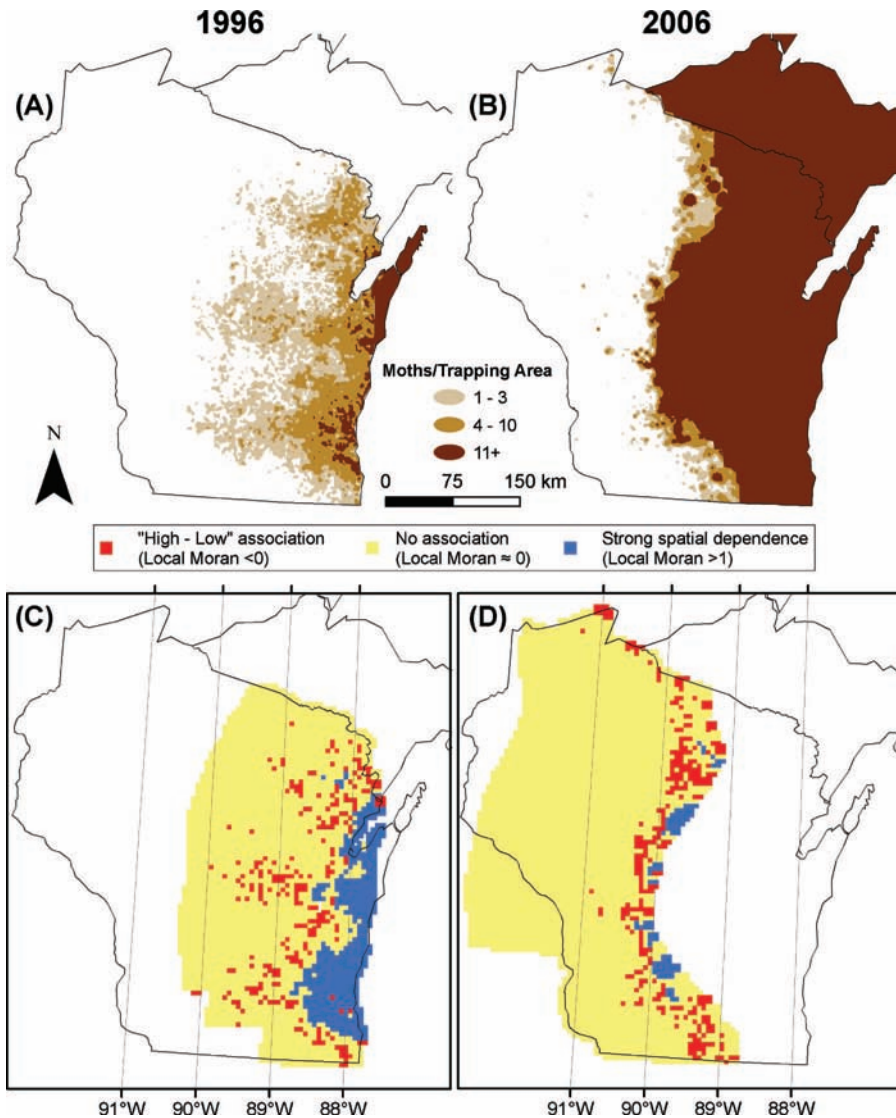 1996
2006
(A)
(B)
Moths/Trapping Area
1 - 3
4 - 10
11+
N
0 75 150 km
"High - Low" association
(Local Moran <0)
No association
(Local Moran ≈ 0)
Strong spatial dependence
(Local Moran >1)
(C)
(D)
91°W 90°W 89°W 88°W
91°W 90°W 89°W 88°W